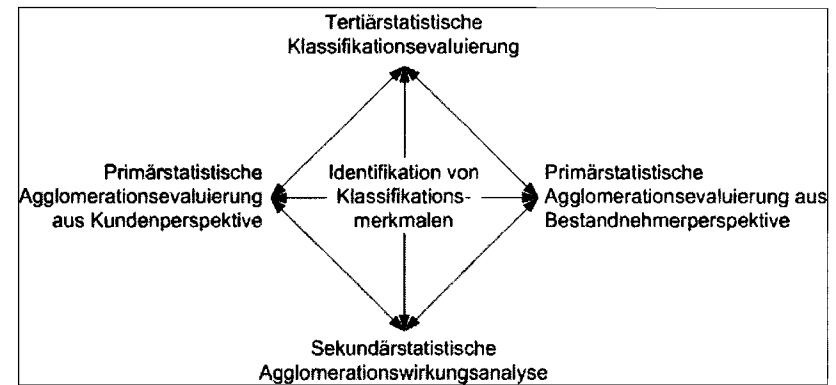 Tertiärstatistische
Klassifikationsevaluierung
Primärstatistische
Agglomerationsevaluierung
aus Kundenperspektive
Identifikation von
Klassifikations-
merkmalen
Primärstatistische
Agglomerationsevaluierung aus
Bestandnehmerperspektive
Sekundärstatistische
Agglomerationswirkungsanalyse